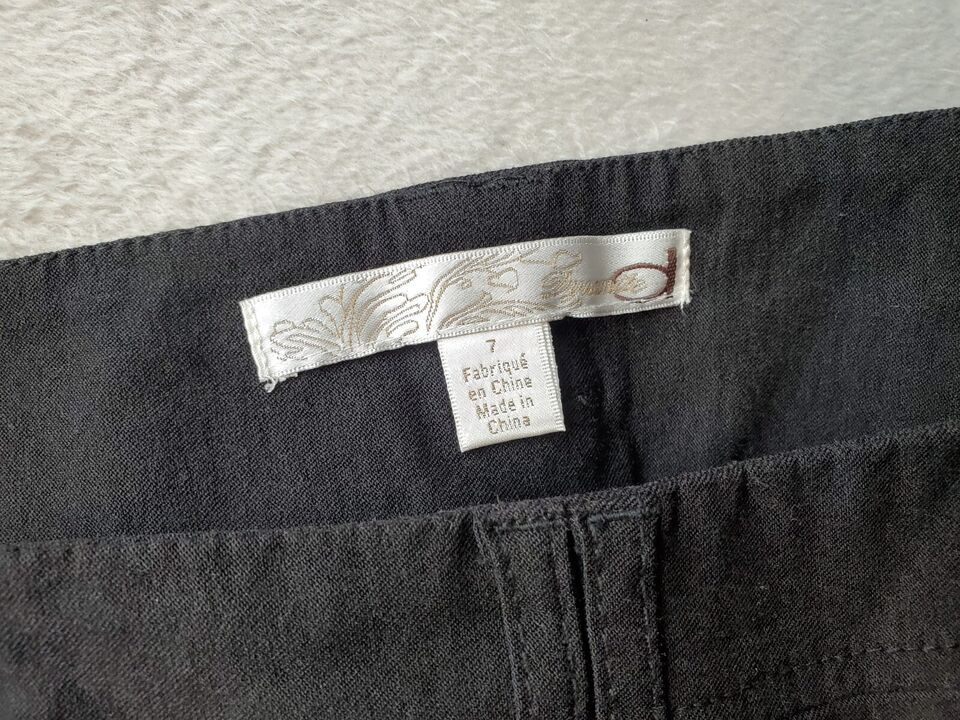 d
7
Fabriqué
en Chine
Made in
China